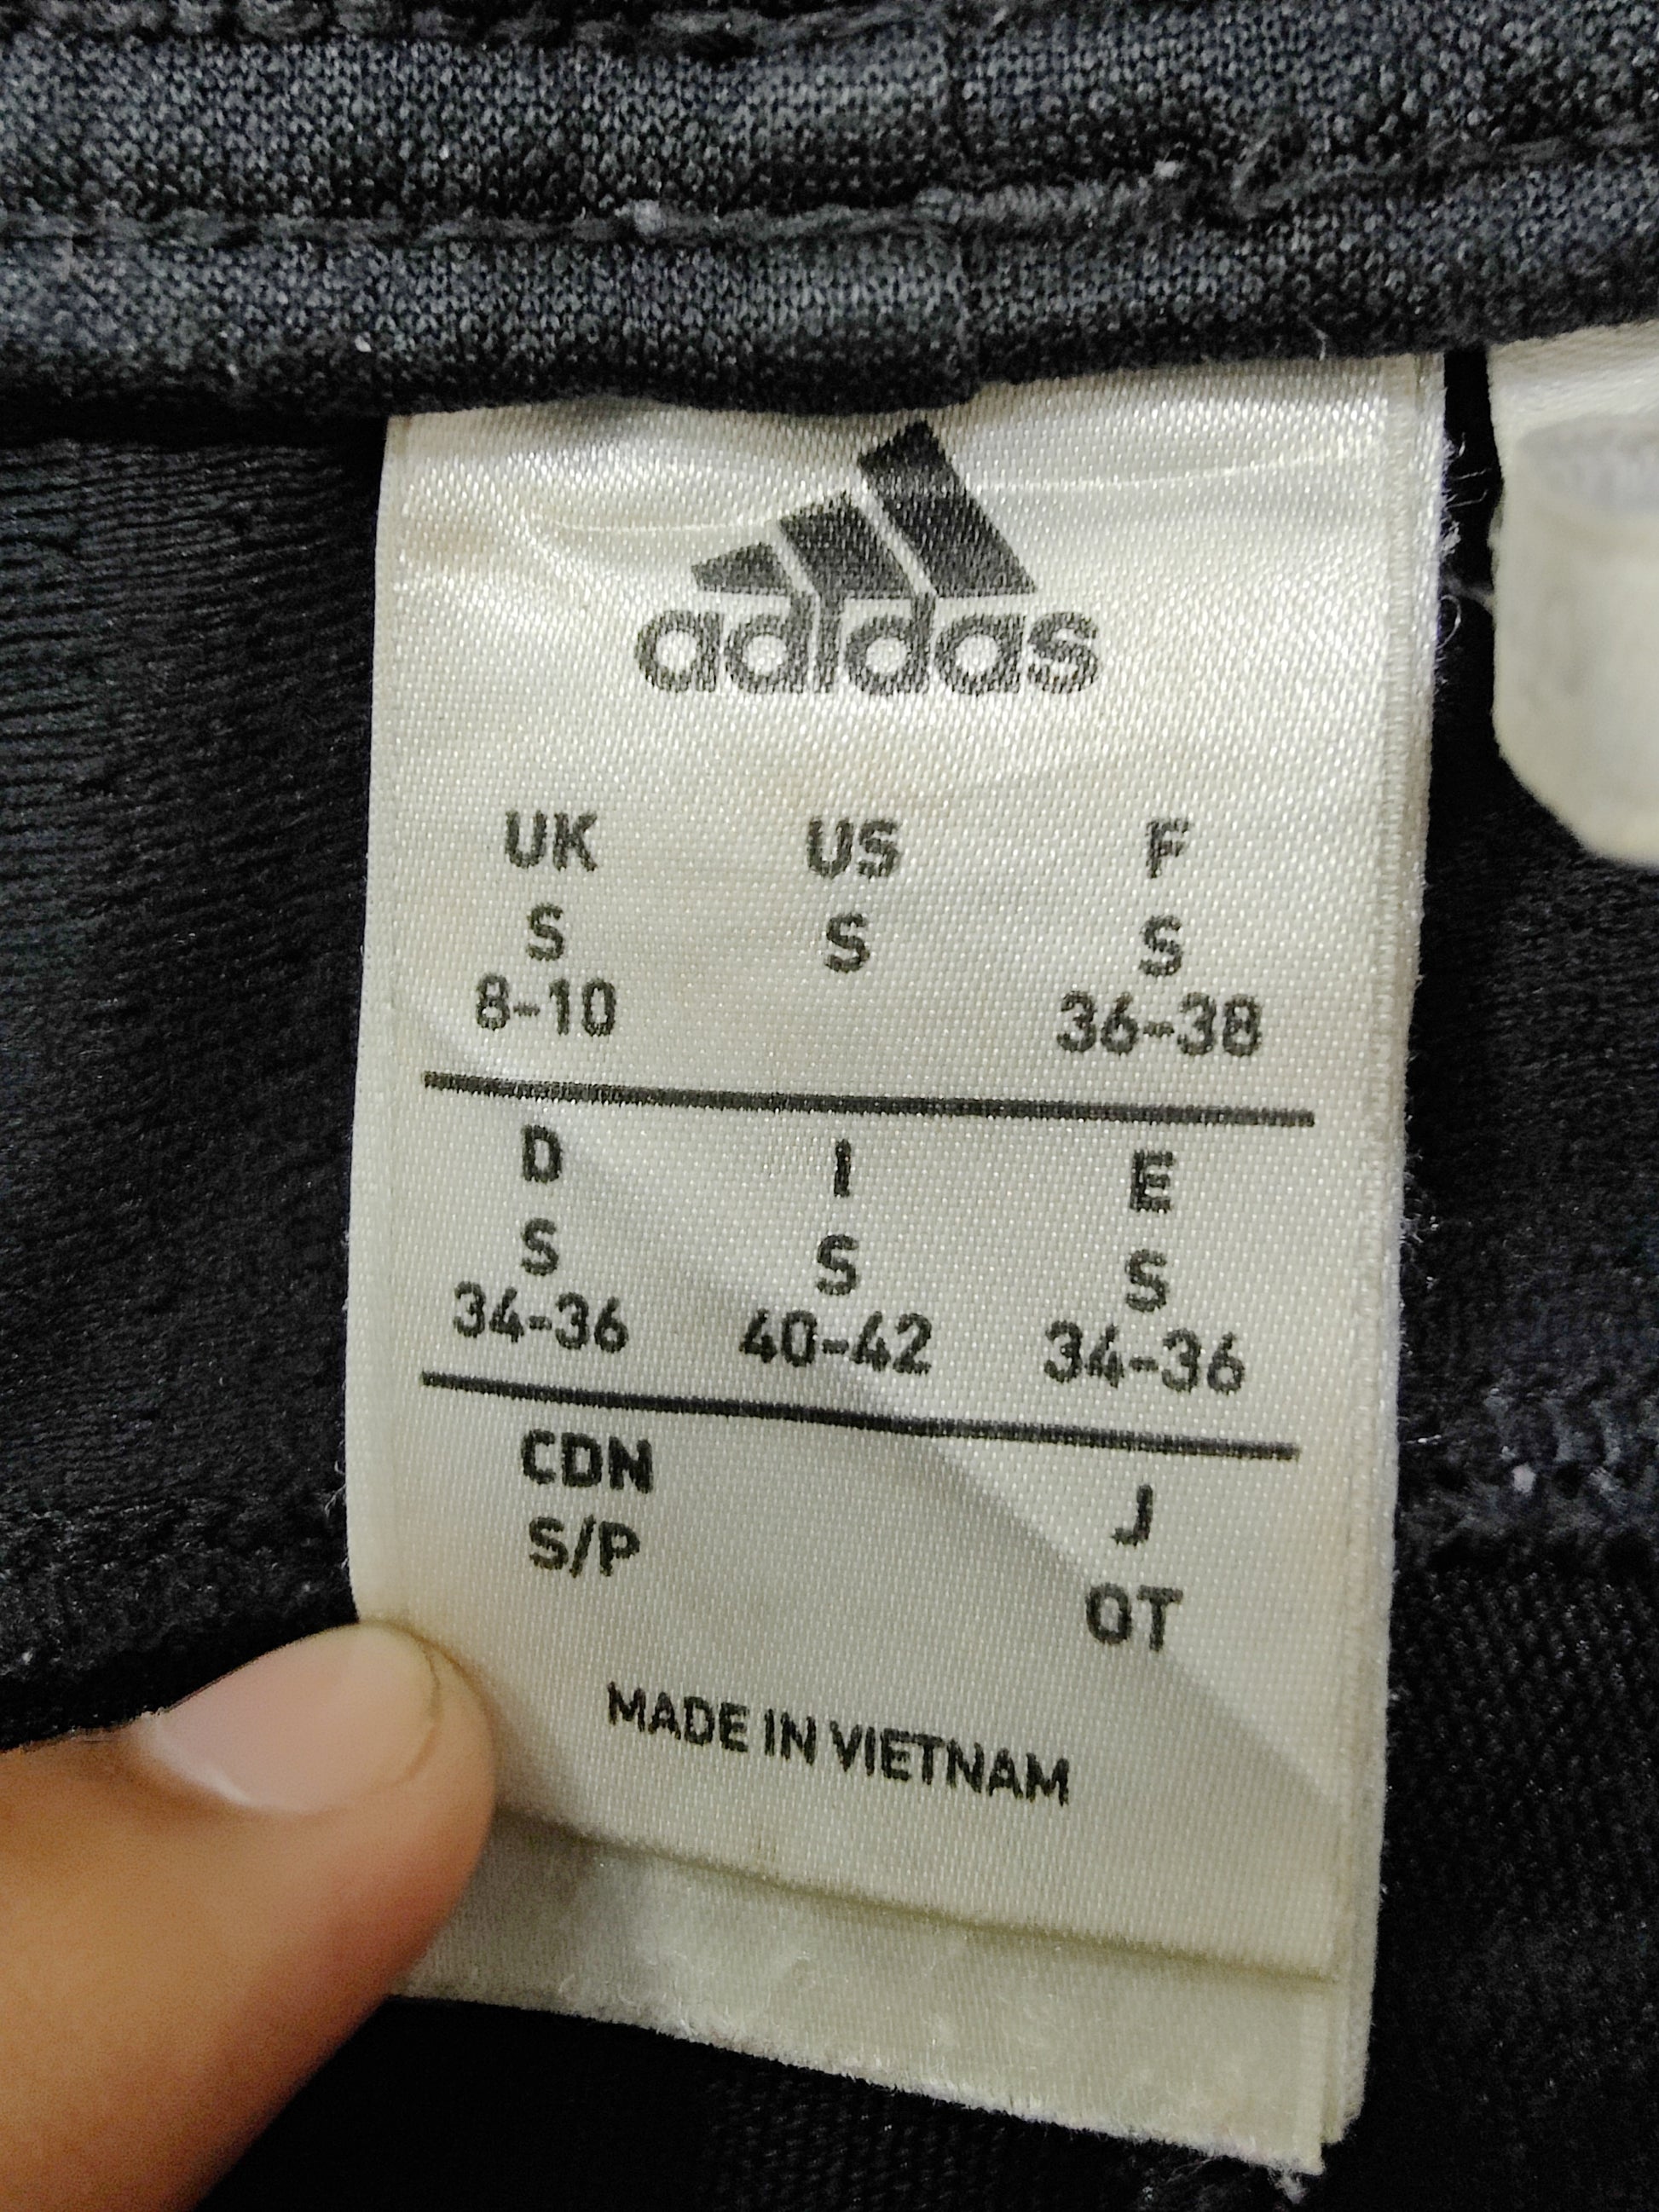 adidas
UK US F
S S S
8-10 36-38
D I E
S S S
34-36 40-42 34-36
CDN J
S/P OT
MADE IN VIETNAM